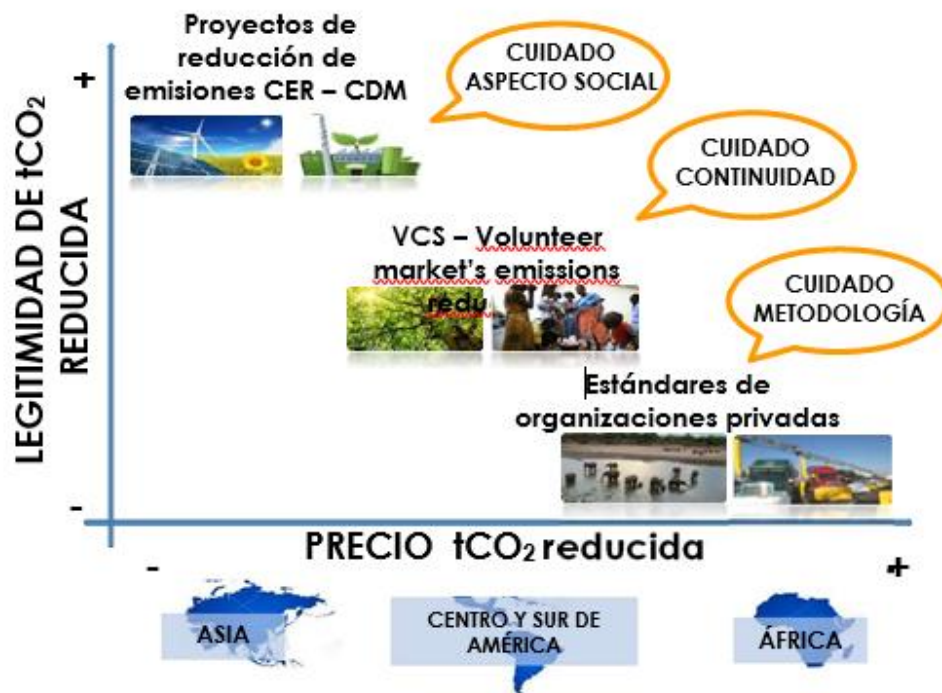 Proyectos de
reducción de
emisiones CER – CDM
CUIDADO
ASPECTO SOCIAL
+
LEGITIMIDAD DE tCO₂
REDUCIDA
CUIDADO
CONTINUIDAD
VCS – Volunteer
market's emissions
redu
CUIDADO
METODOLOGÍA
Estándares de
organizaciones privadas
-
PRECIO tCO₂ reducida
-
+
ASIA
CENTRO Y SUR DE
AMÉRICA
ÁFRICA